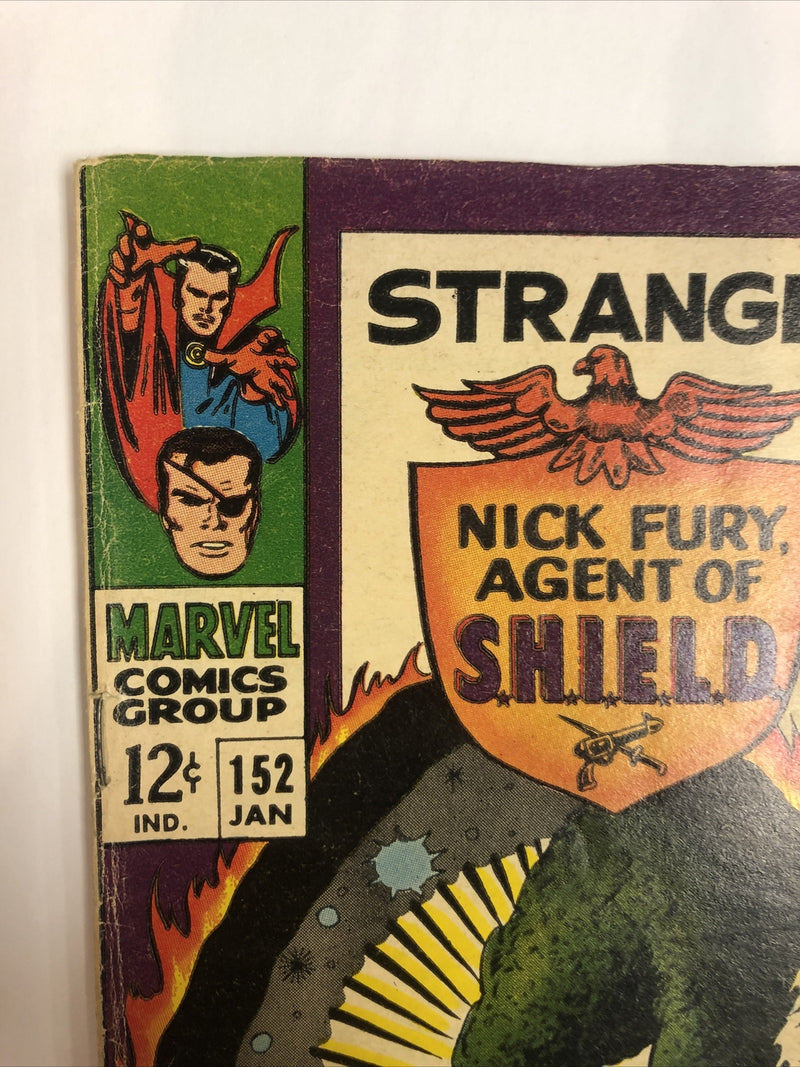 STRANGE
NICK FURY,
AGENT OF
S.H.I.E.L.D.
MARVEL
COMICS
GROUP
12¢
IND.
152
JAN